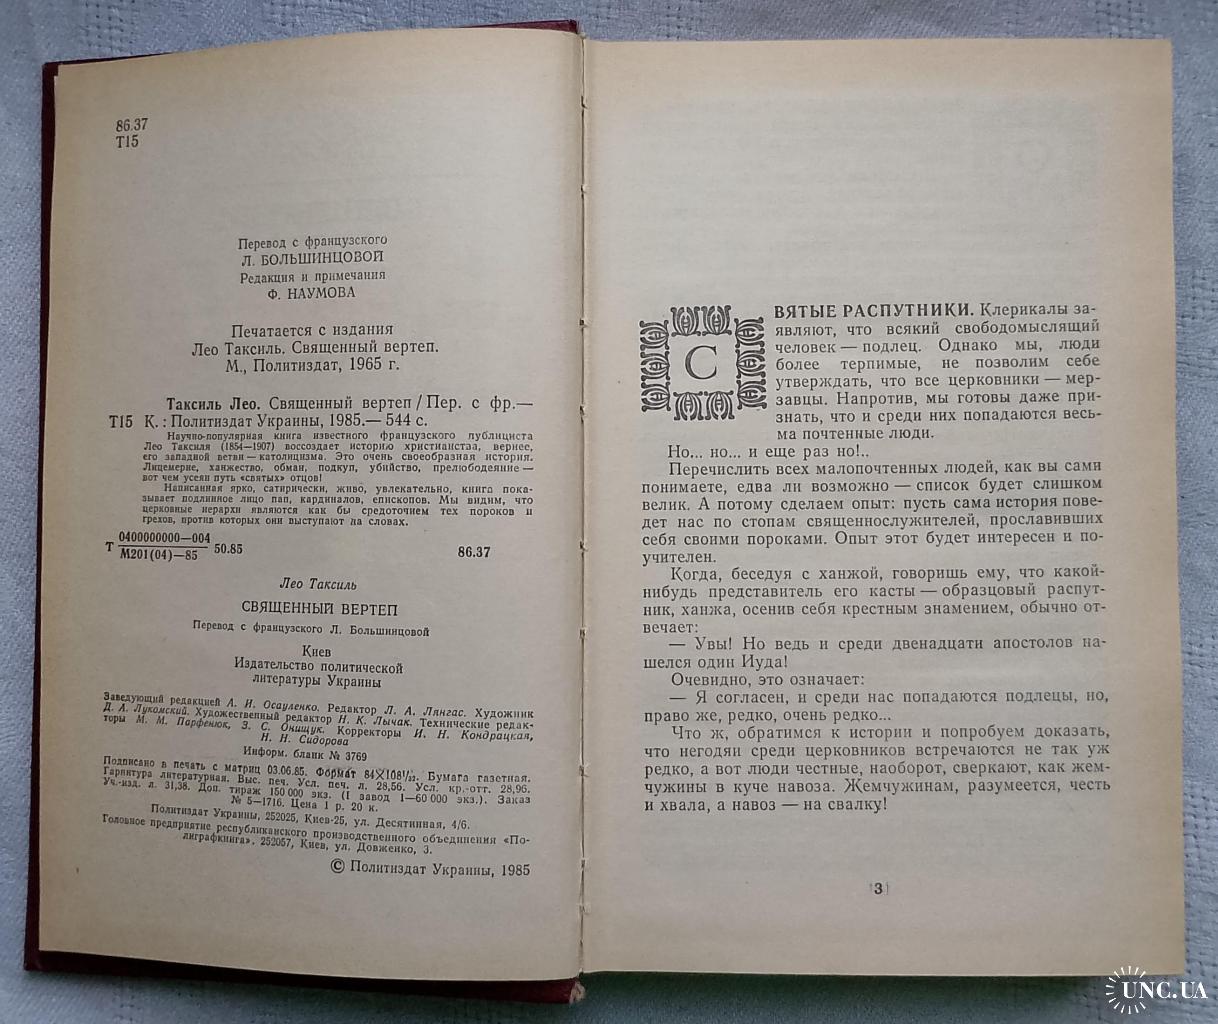 86.37
Т15
Перевод с французского
Л. БОЛЬШИНЦОВОЙ
Редакция и примечания
Ф. НАУМОВА
Печатается с издания
Лео Таксиль. Священный вертеп.
М., Политиздат, 1965 г.
Таксиль Лео. Священный вертеп / Пер. с фр.—
Т15 К. : Политиздат Украины, 1985.— 544 с.
Научно-популярная книга известного французского публициста
Лео Таксиля (1854—1907) воссоздает историю христианства, вернее,
его западной ветви — католицизма. Это очень своеобразная история.
Лицемерие, ханжество, обман, подкуп, убийство, прелюбодеяние —
вот чем усеян путь «святых» отцов!
Написанная ярко, сатирически, живо, увлекательно, книга пока-
зывает подлинное лицо пап, кардиналов, епископов. Мы видим, что
церковные иерархи являются как бы средоточием тех пороков и
грехов, против которых они выступают на словах.
0400000000—004
Т М201(04)—85 50.85 86.37
Лео Таксиль
СВЯЩЕННЫЙ ВЕРТЕП
Перевод с французского Л. Большинцовой
Киев
Издательство политической
литературы Украины
Заведующий редакцией А. И. Осауленко. Редактор Л. А. Лянгас. Художник
Д. А. Лукомский. Художественный редактор Н. К. Лычак. Технические редак-
торы М. М. Парфенюк, З. С. Онищук. Корректоры И. Н. Кондрацкая,
Н. Н. Сидорова
Информ. бланк № 3769
Подписано в печать с матриц 03.06.85. Формат 84×108¹/₃₂. Бумага газетная.
Гарнитура литературная. Выс. печ. Усл. печ. л. 28,56. Усл. кр.-отт. 28,96.
Уч.-изд. л. 31,38. Доп. тираж 150 000 экз. (I завод 1—60 000 экз.). Заказ
№ 5—1716. Цена 1 р. 20 к.
Политиздат Украины, 252025, Киев-25, ул. Десятинная, 4/6.
Головное предприятие республиканского производственного объединения «По-
лиграфкнига». 252057, Киев, ул. Довженко, 3.
© Политиздат Украины, 1985
С
ВЯТЫЕ РАСПУТНИКИ. Клерикалы за-
являют, что всякий свободомыслящий
человек — подлец. Однако мы, люди
более терпимые, не позволим себе
утверждать, что все церковники — мер-
завцы. Напротив, мы готовы даже при-
знать, что и среди них попадаются весь-
ма почтенные люди.
Но... но... и еще раз но!..
Перечислить всех малопочтенных людей, как вы сами
понимаете, едва ли возможно — список будет слишком
велик. А потому сделаем опыт: пусть сама история пове-
дет нас по стопам священнослужителей, прославивших
себя своими пороками. Опыт этот будет интересен и по-
учителен.
Когда, беседуя с ханжой, говоришь ему, что какой-
нибудь представитель его касты — образцовый распут-
ник, ханжа, осенив себя крестным знамением, обычно от-
вечает:
— Увы! Но ведь и среди двенадцати апостолов на-
шелся один Иуда!
Очевидно, это означает:
— Я согласен, и среди нас попадаются подлецы, но,
право же, редко, очень редко...
Что ж, обратимся к истории и попробуем доказать,
что негодяи среди церковников встречаются не так уж
редко, а вот люди честные, наоборот, сверкают, как жем-
чужины в куче навоза. Жемчужинам, разумеется, честь
и хвала, а навоз — на свалку!
3
UNC.UA